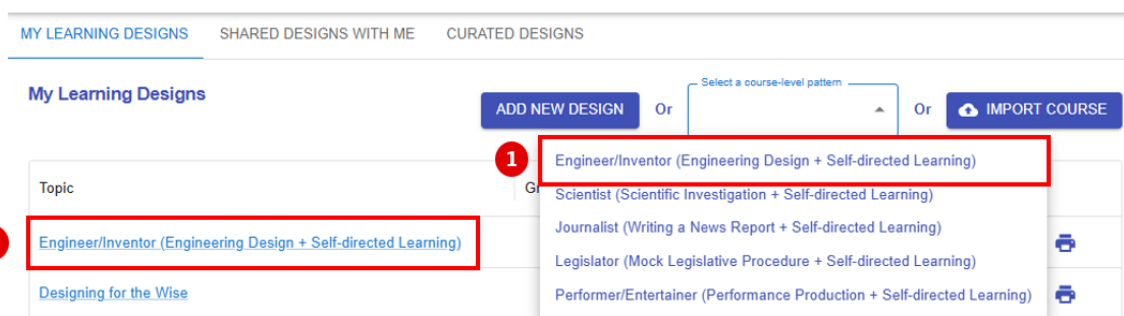 MY LEARNING DESIGNS SHARED DESIGNS WITH ME CURATED DESIGNS
Select a course-level pattern
My Learning Designs
ADD NEW DESIGN Or Or IMPORT COURSE
1
Engineer/Inventor (Engineering Design + Self-directed Learning)
Topic
Scientist (Scientific Investigation + Self-directed Learning)
Journalist (Writing a News Report + Self-directed Learning)
Engineer/Inventor (Engineering Design + Self-directed Learning)
Legislator (Mock Legislative Procedure + Self-directed Learning)
Designing for the Wise
Performer/Entertainer (Performance Production + Self-directed Learning)